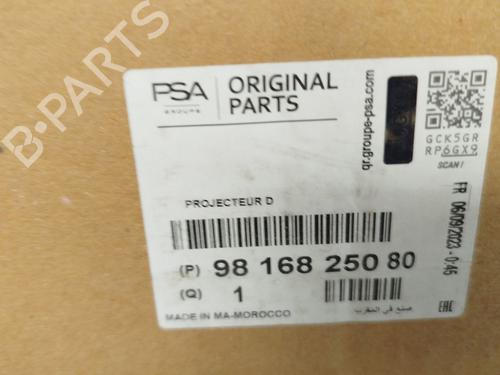 PSA
GROUPE
ORIGINAL
PARTS
qr.groupe-psa.com
GCK5GR
RP6GX9
SCAN !
FR 06/09/2023 - 0:45
PROJECTEUR D
(P) 98 168 250 80
(Q) 1
MADE IN MA-MOROCCO
صنع في المغرب
EAC
B-PARTS